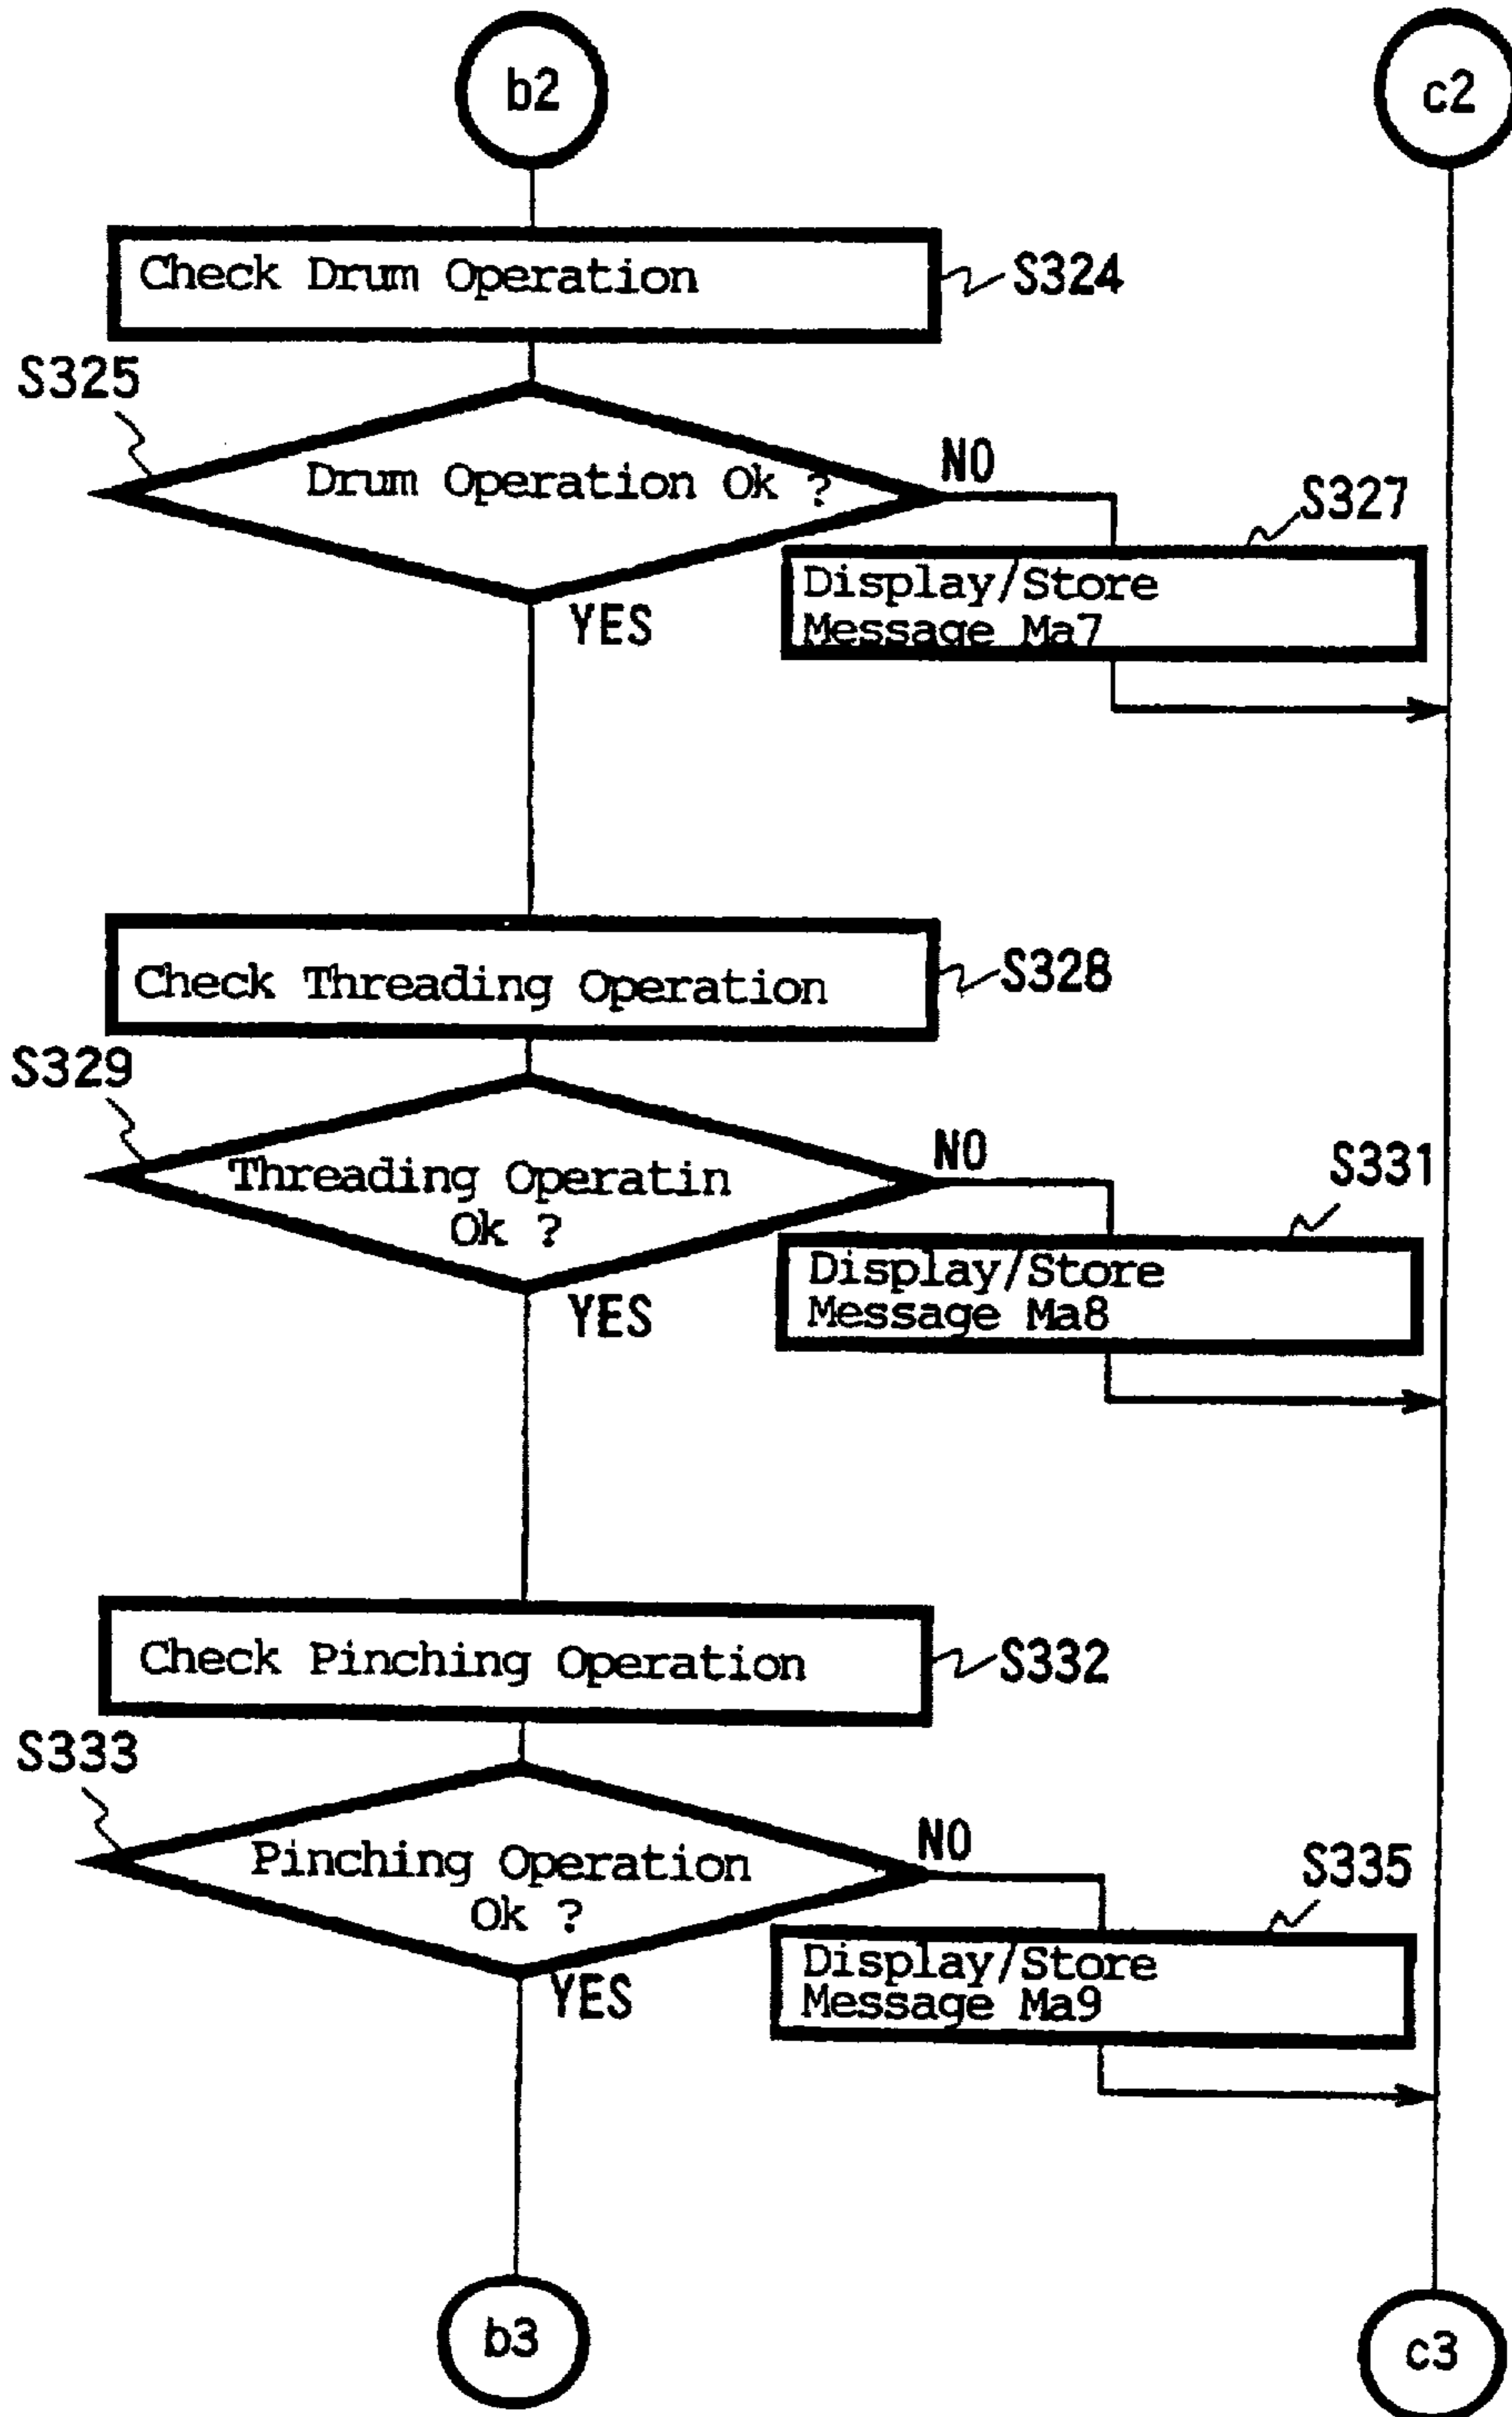 b2
c2
Check Drum Operation
S324
S325
Drum Operation Ok ?
NO
S327
Display/Store
Message Ma7
YES
Check Threading Operation
S328
S329
Threading Operatin
Ok ?
NO
S331
Display/Store
Message Ma8
YES
Check Pinching Operation
S332
S333
Pinching Operation
Ok ?
NO
S335
Display/Store
Message Ma9
YES
b3
c3